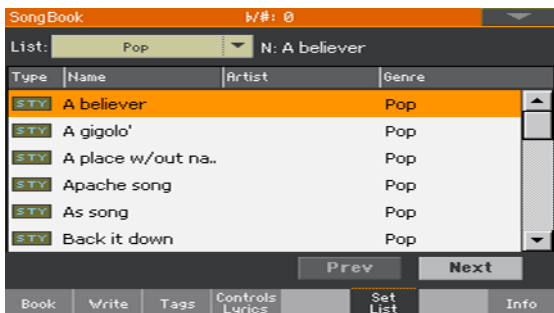 SongBook ♭/#: 0
List: Pop N: A believer
Type Name Artist Genre
STY A believer Pop
STY A gigolo' Pop
STY A place w/out na.. Pop
STY Apache song Pop
STY As song Pop
STY Back it down Pop
Prev Next
Book Write Tags Controls Lyrics Set List Info